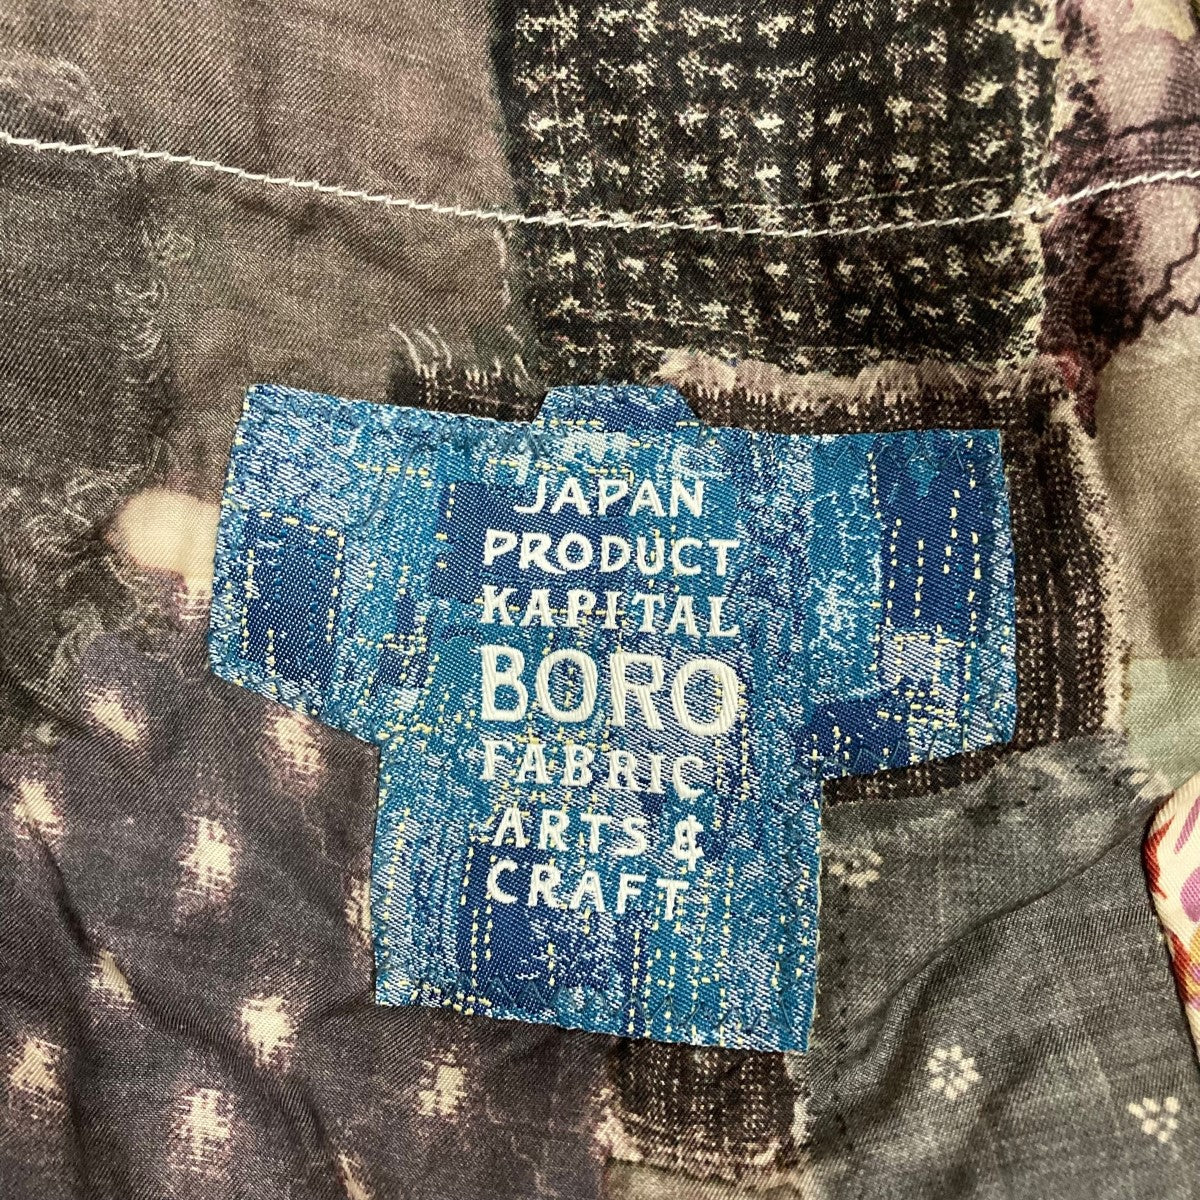 JAPAN
PRODUCT
KAPITAL
BORO
FABRIC
ARTS &
CRAFT